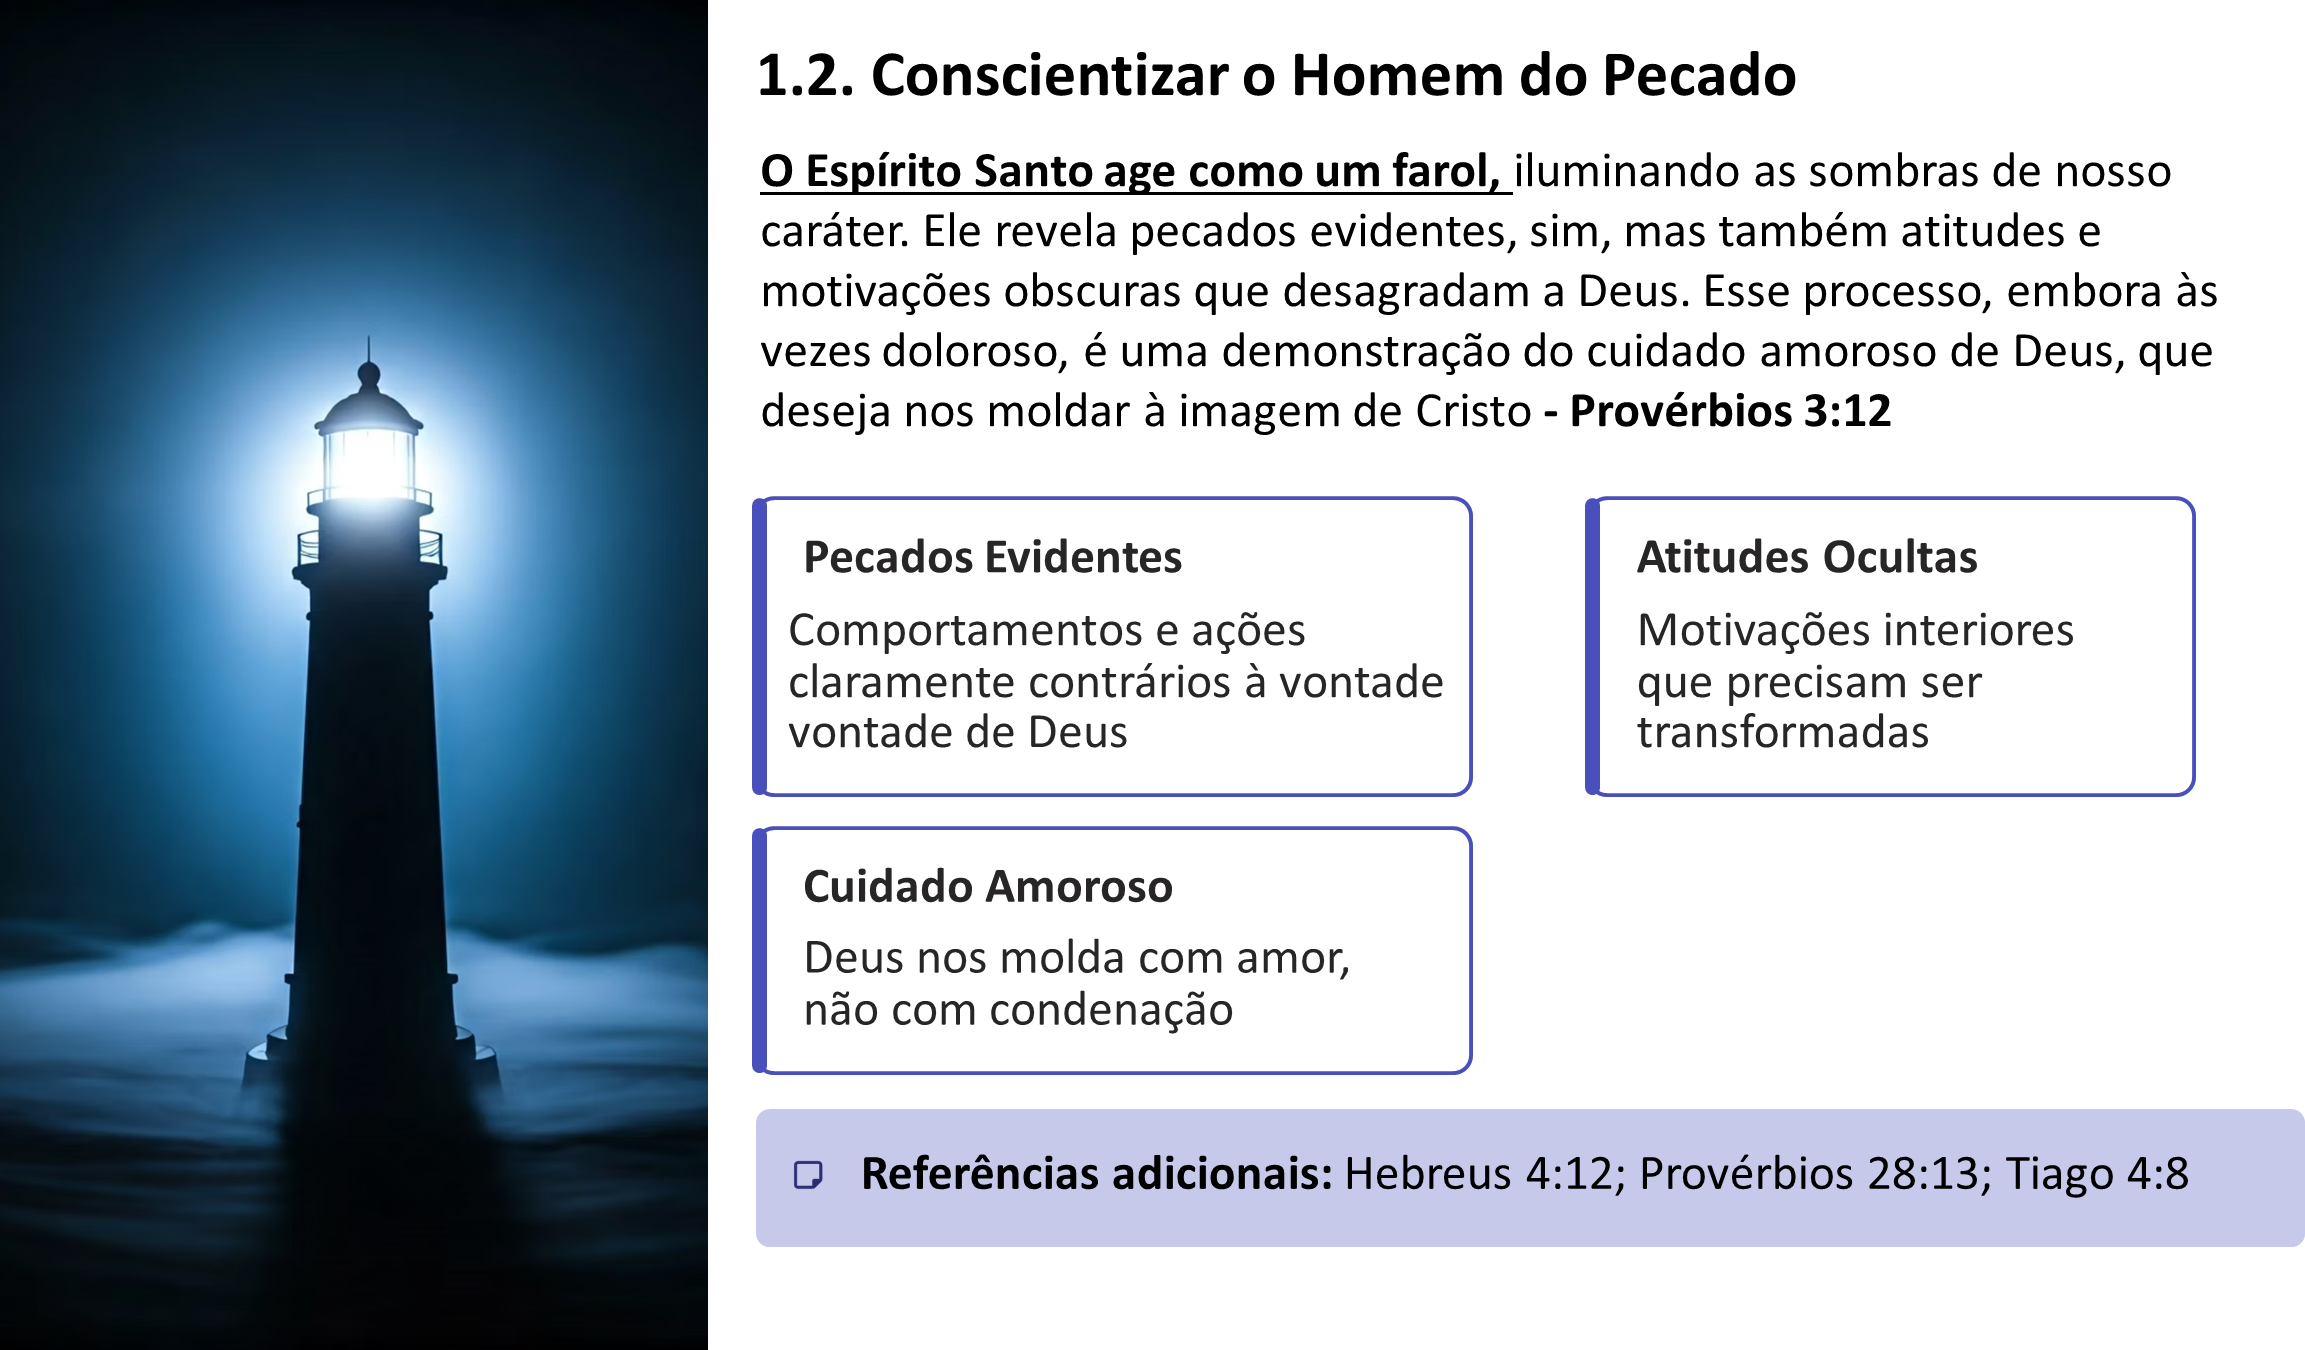 1.2. Conscientizar o Homem do Pecado
O Espírito Santo age como um farol, iluminando as sombras de nosso
caráter. Ele revela pecados evidentes, sim, mas também atitudes e
motivações obscuras que desagradam a Deus. Esse processo, embora às
vezes doloroso, é uma demonstração do cuidado amoroso de Deus, que
deseja nos moldar à imagem de Cristo - Provérbios 3:12
Pecados Evidentes
Comportamentos e ações
claramente contrários à vontade
vontade de Deus
Atitudes Ocultas
Motivações interiores
que precisam ser
transformadas
Cuidado Amoroso
Deus nos molda com amor,
não com condenação
Referências adicionais: Hebreus 4:12; Provérbios 28:13; Tiago 4:8